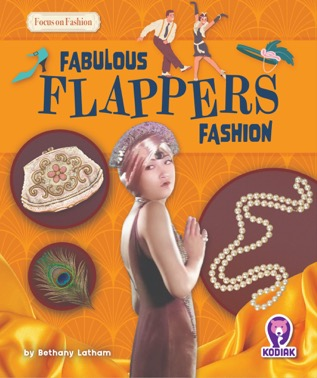 Focus on Fashion
FABULOUS
FLAPPERS
FASHION
by Bethany Latham
KODIAK